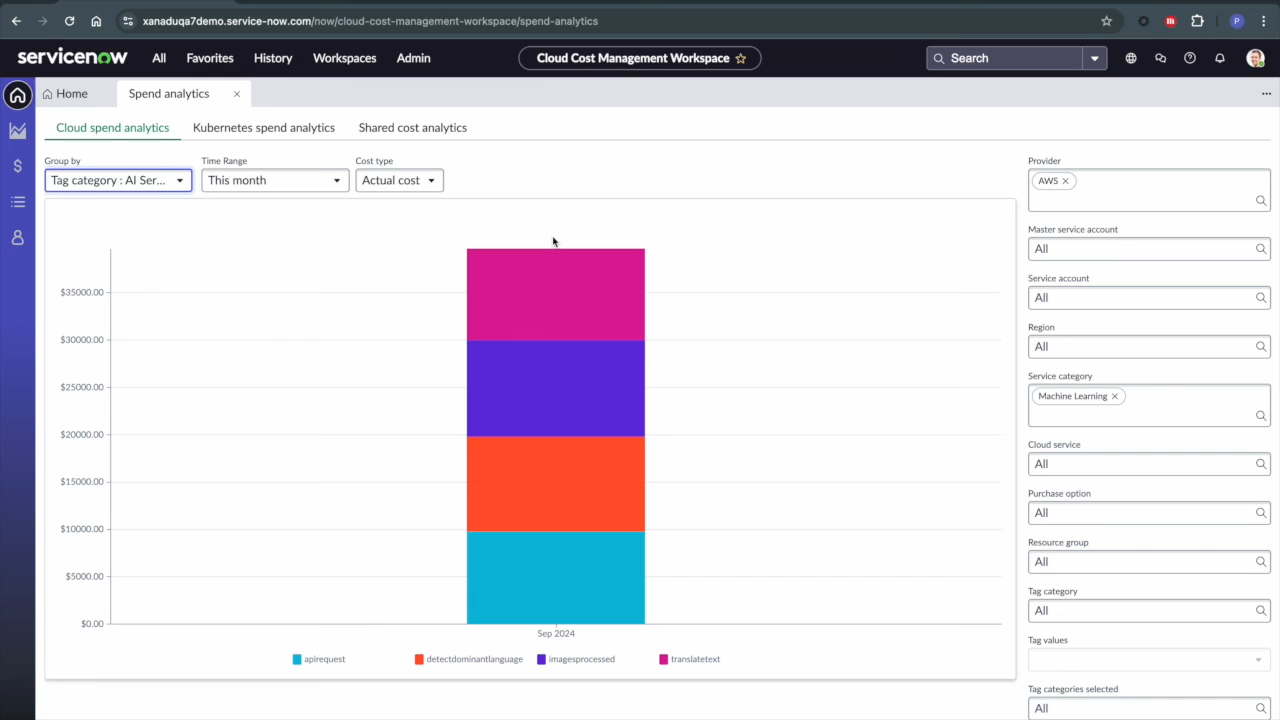 xanaduqa7demo.service-now.com/now/cloud-cost-management-workspace/spend-analytics
P
servicenow
All
Favorites
History
Workspaces
Admin
Cloud Cost Management Workspace
Search
Home
Spend analytics
Cloud spend analytics
Kubernetes spend analytics
Shared cost analytics
Group by
Time Range
Cost type
Tag category : AI Ser...
This month
Actual cost
$35000.00
$30000.00
$25000.00
$20000.00
$15000.00
$10000.00
$5000.00
$0.00
Sep 2024
apirequest
detectdominantlanguage
imagesprocessed
translatetext
Provider
AWS
Master service account
All
Service account
All
Region
All
Service category
Machine Learning
Cloud service
All
Purchase option
All
Resource group
All
Tag category
All
Tag values
Tag categories selected
All